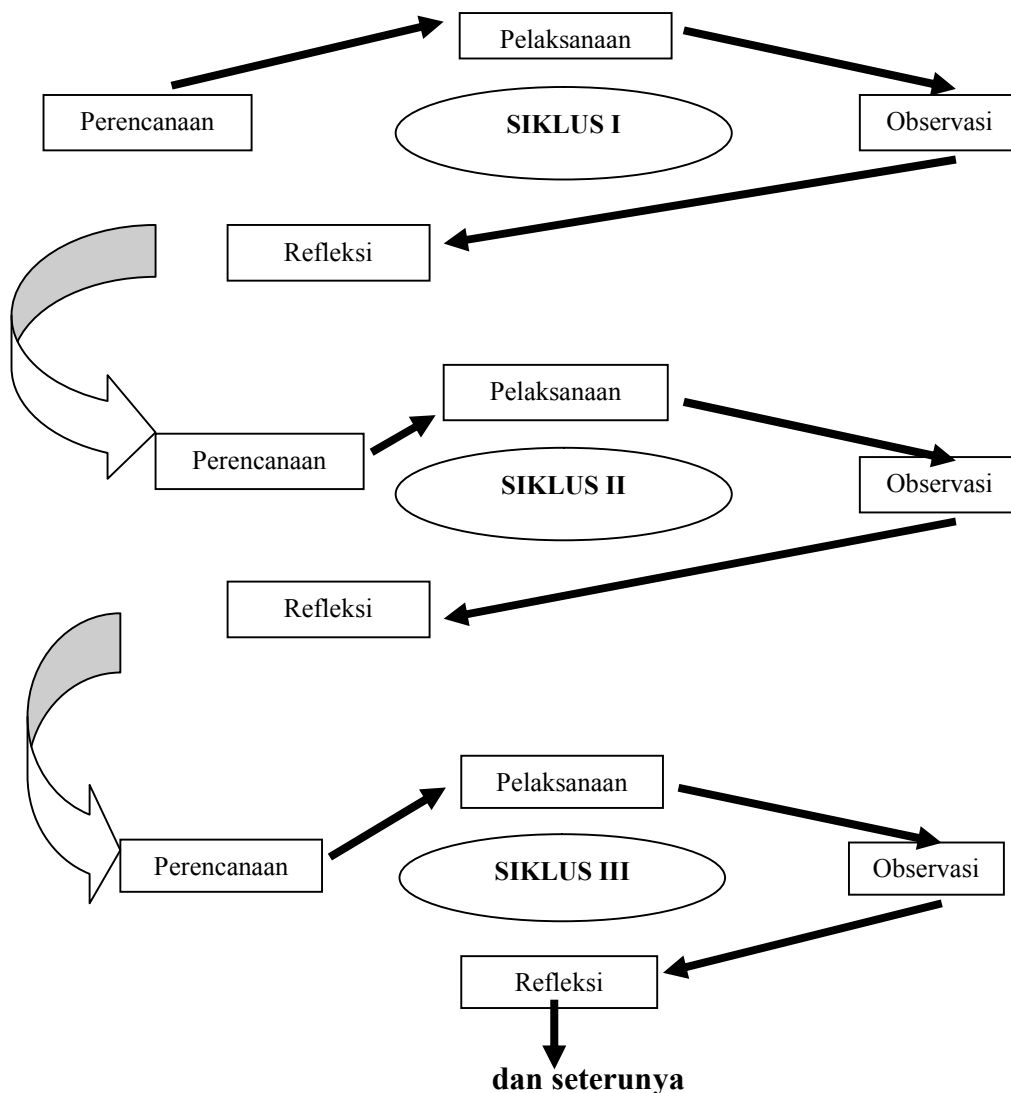 Pelaksanaan
Perencanaan
SIKLUS I
Observasi
Refleksi
Pelaksanaan
Perencanaan
SIKLUS II
Observasi
Refleksi
Pelaksanaan
Perencanaan
SIKLUS III
Observasi
Refleksi
dan seterunya